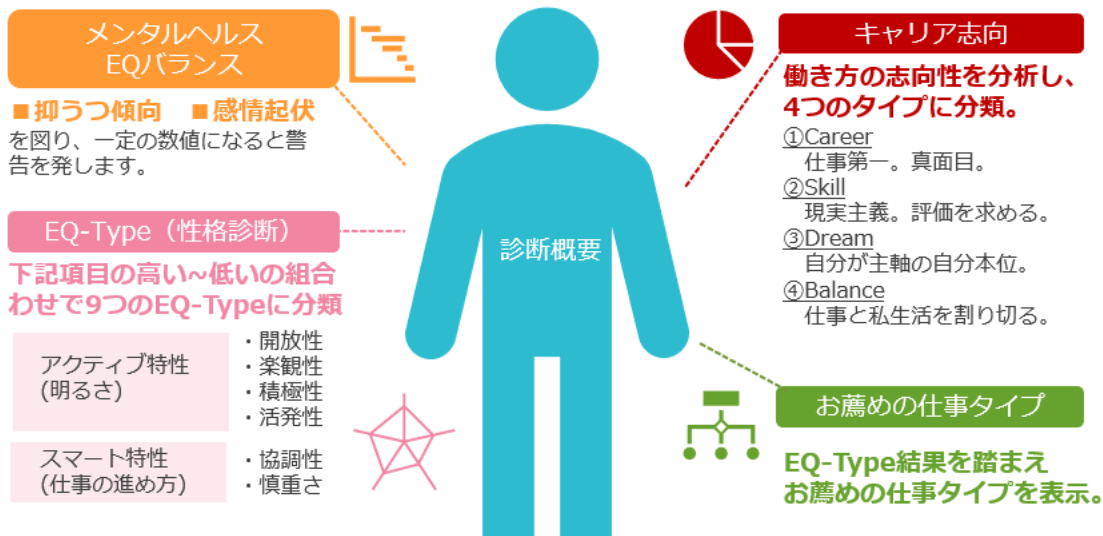 メンタルヘルス
EQバランス
■抑うつ傾向 ■感情起伏
を図り、一定の数値になると警
告を発します。
EQ-Type（性格診断）
下記項目の高い~低いの組合
わせで9つのEQ-Typeに分類
アクティブ特性
(明るさ)
・開放性
・楽観性
・積極性
・活発性
スマート特性
(仕事の進め方)
・協調性
・慎重さ
診断概要
キャリア志向
働き方の志向性を分析し、
4つのタイプに分類。
①Career
仕事第一。真面目。
②Skill
現実主義。評価を求める。
③Dream
自分が主軸の自分本位。
④Balance
仕事と私生活を割り切る。
お薦めの仕事タイプ
EQ-Type結果を踏まえ
お薦めの仕事タイプを表示。